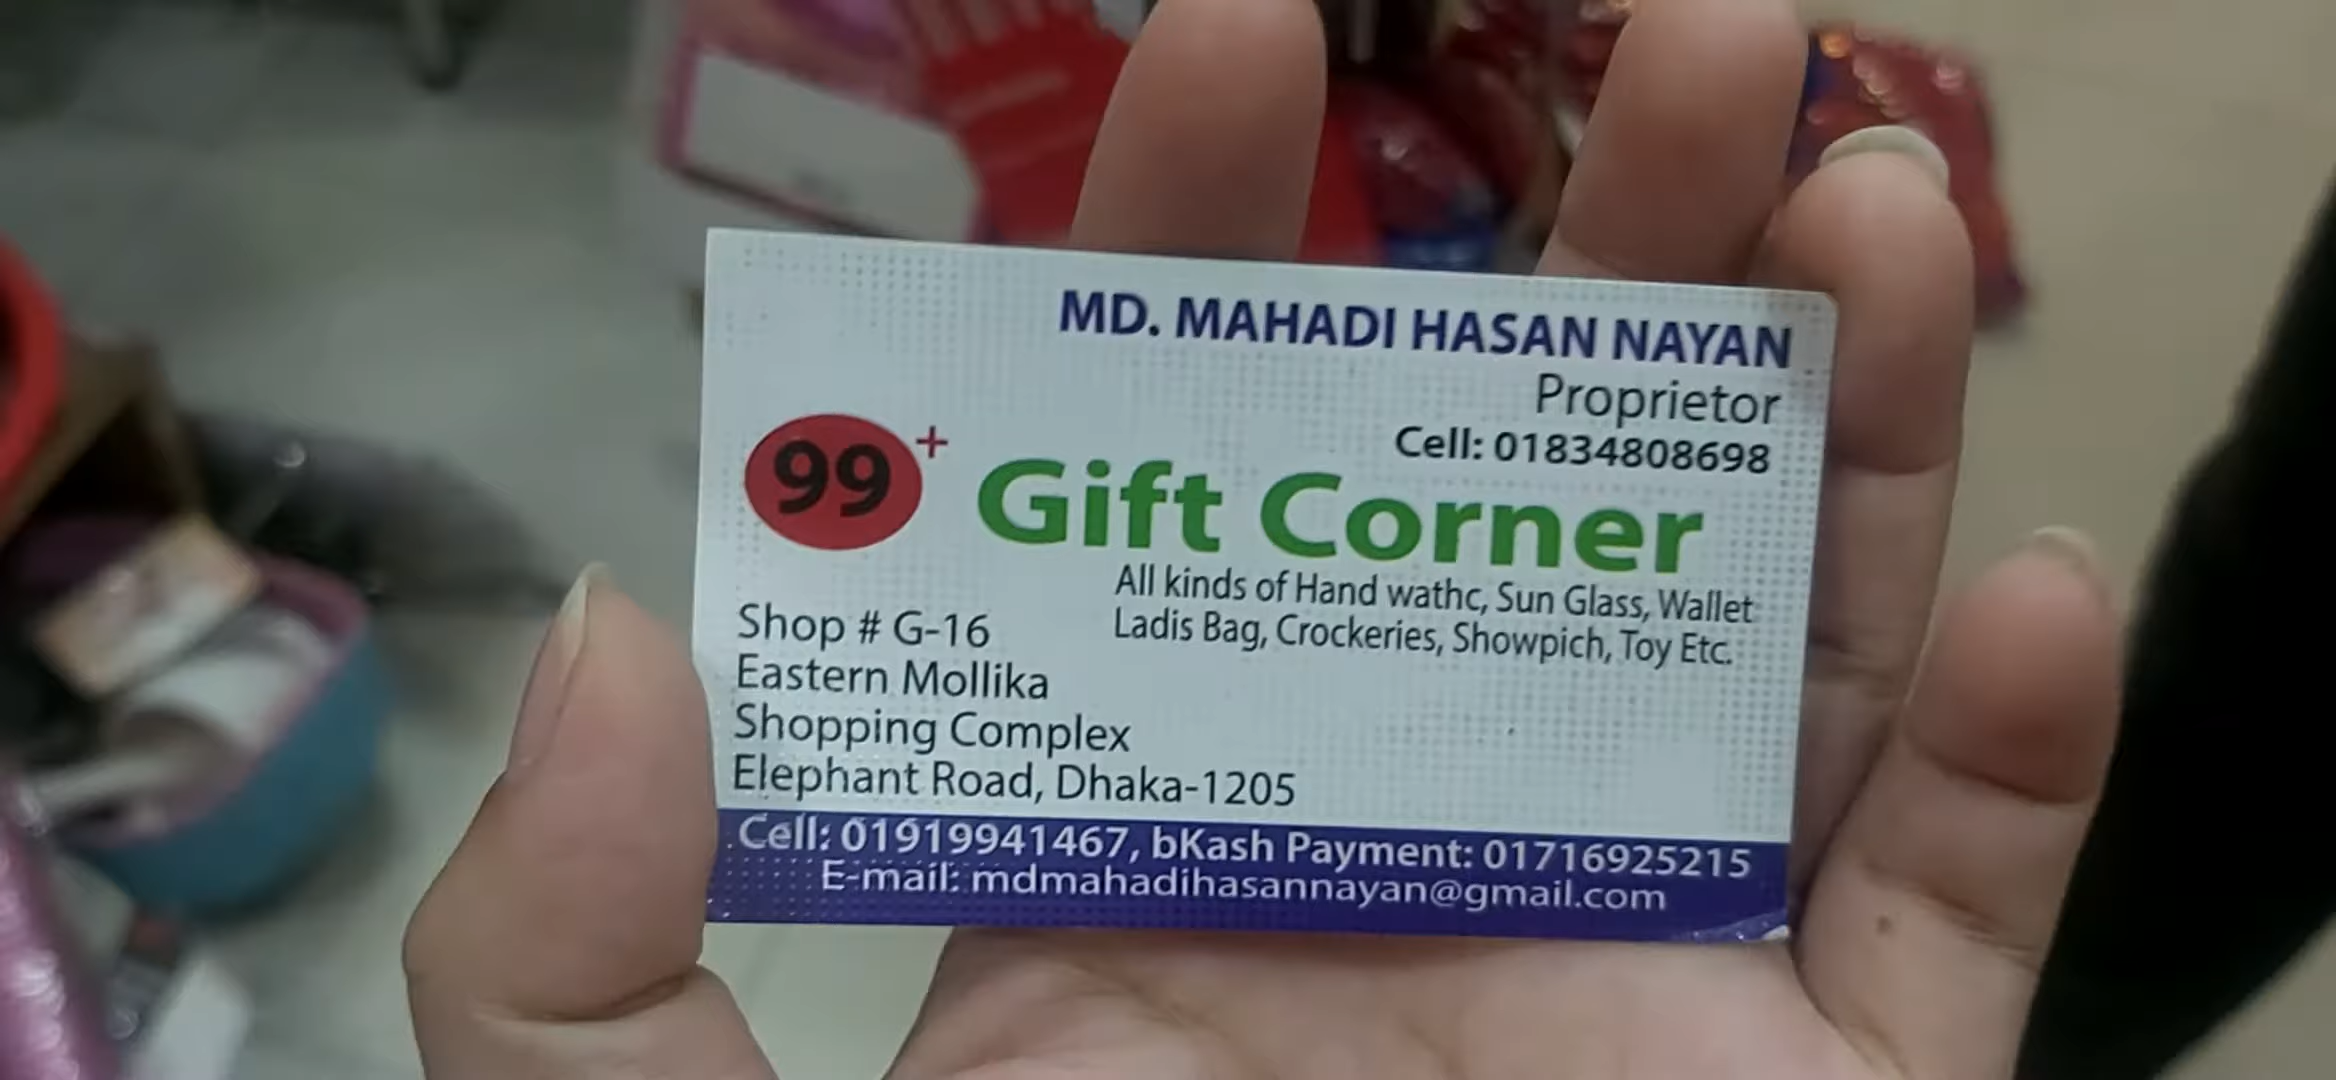 MD. MAHADI HASAN NAYAN
Proprietor
Cell: 01834808698
99+ Gift Corner
All kinds of Hand wathc, Sun Glass, Wallet
Ladis Bag, Crockeries, Showpich, Toy Etc.
Shop # G-16
Eastern Mollika
Shopping Complex
Elephant Road, Dhaka-1205
Cell: 01919941467, bKash Payment: 01716925215
E-mail: mdmahadihasannayan@gmail.com